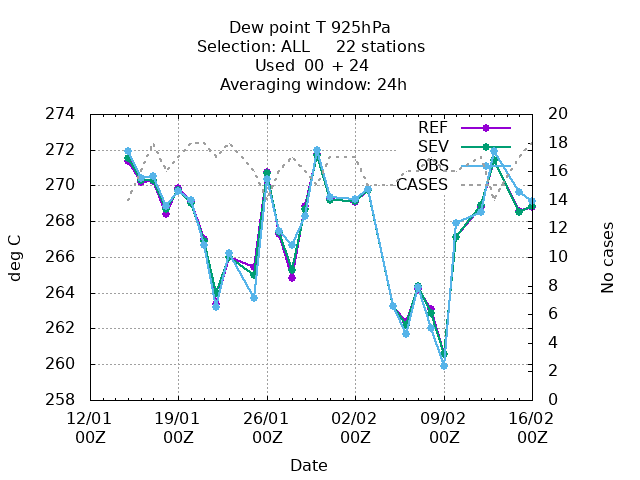 Dew point T 925hPa
Selection: ALL     22 stations
Used  00 + 24
Averaging window: 24h
274
272
270
268
266
264
262
260
258
deg C
20
18
16
14
12
10
8
6
4
2
0
No cases
REF
SEV
OBS
CASES
12/01 19/01 26/01 02/02 09/02 16/02
00Z 00Z 00Z 00Z 00Z 00Z
Date